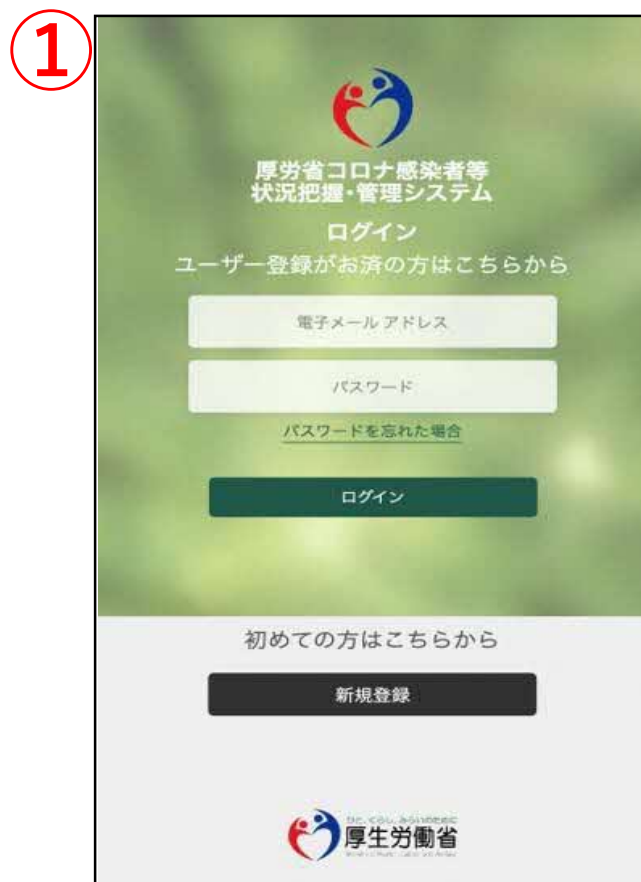 ①
厚労省コロナ感染者等
状況把握・管理システム
ログイン
ユーザー登録がお済の方はこちらから
電子メール アドレス
パスワード
パスワードを忘れた場合
ログイン
初めての方はこちらから
新規登録
ひと、くらし、みらいのために
厚生労働省